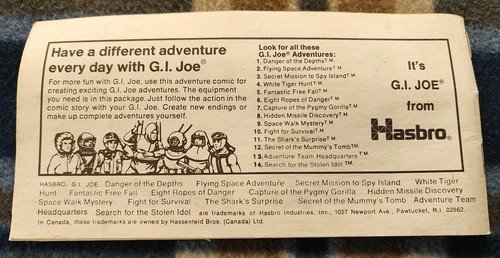 Have a different adventure
every day with G.I. Joe®
For more fun with G.I. Joe, use this adventure comic for
creating exciting G.I. Joe adventures. The equipment
you need is in this package. Just follow the action in the
comic story with your G.I. Joe. Create new endings or
make up complete adventures yourself.
Look for all these
G.I. Joe® Adventures:
1. Danger of the Depths™
2. Flying Space Adventure™
3. Secret Mission to Spy Island™
4. White Tiger Hunt™
5. Fantastic Free Fall™
6. Eight Ropes of Danger™
7. Capture of the Pygmy Gorilla™
8. Hidden Missile Discovery™
9. Space Walk Mystery™
10. Fight for Survival™
11. The Shark's Surprise™
12. Secret of the Mummy's Tomb™
13. Adventure Team Headquarters™
14. Search for the Stolen Idol™
It's
G.I. JOE®
from
Hasbro®
HASBRO, G.I. JOE, Danger of the Depths Flying Space Adventure Secret Mission to Spy Island White Tiger
Hunt Fantastic Free Fall Eight Ropes of Danger Capture of the Pygmy Gorilla Hidden Missile Discovery
Space Walk Mystery Fight for Survival The Shark's Surprise Secret of the Mummy's Tomb Adventure Team
Headquarters Search for the Stolen Idol are trademarks of Hasbro Industries, Inc., 1027 Newport Ave., Pawtucket, R.I. 02862.
In Canada, these trademarks are owned by Hassenfeld Bros. (Canada) Ltd.